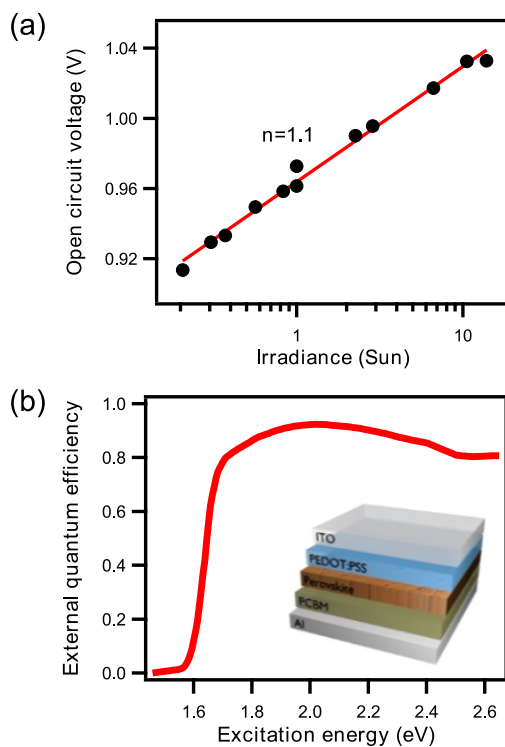 (a)
Open circuit voltage (V)
1.04
1.00
0.96
0.92
n=1.1
1
10
Irradiance (Sun)
(b)
External quantum efficiency
1.0
0.8
0.6
0.4
0.2
0.0
ITO
PEDOT:PSS
Perovskite
PCBM
Al
1.6
1.8
2.0
2.2
2.4
2.6
Excitation energy (eV)